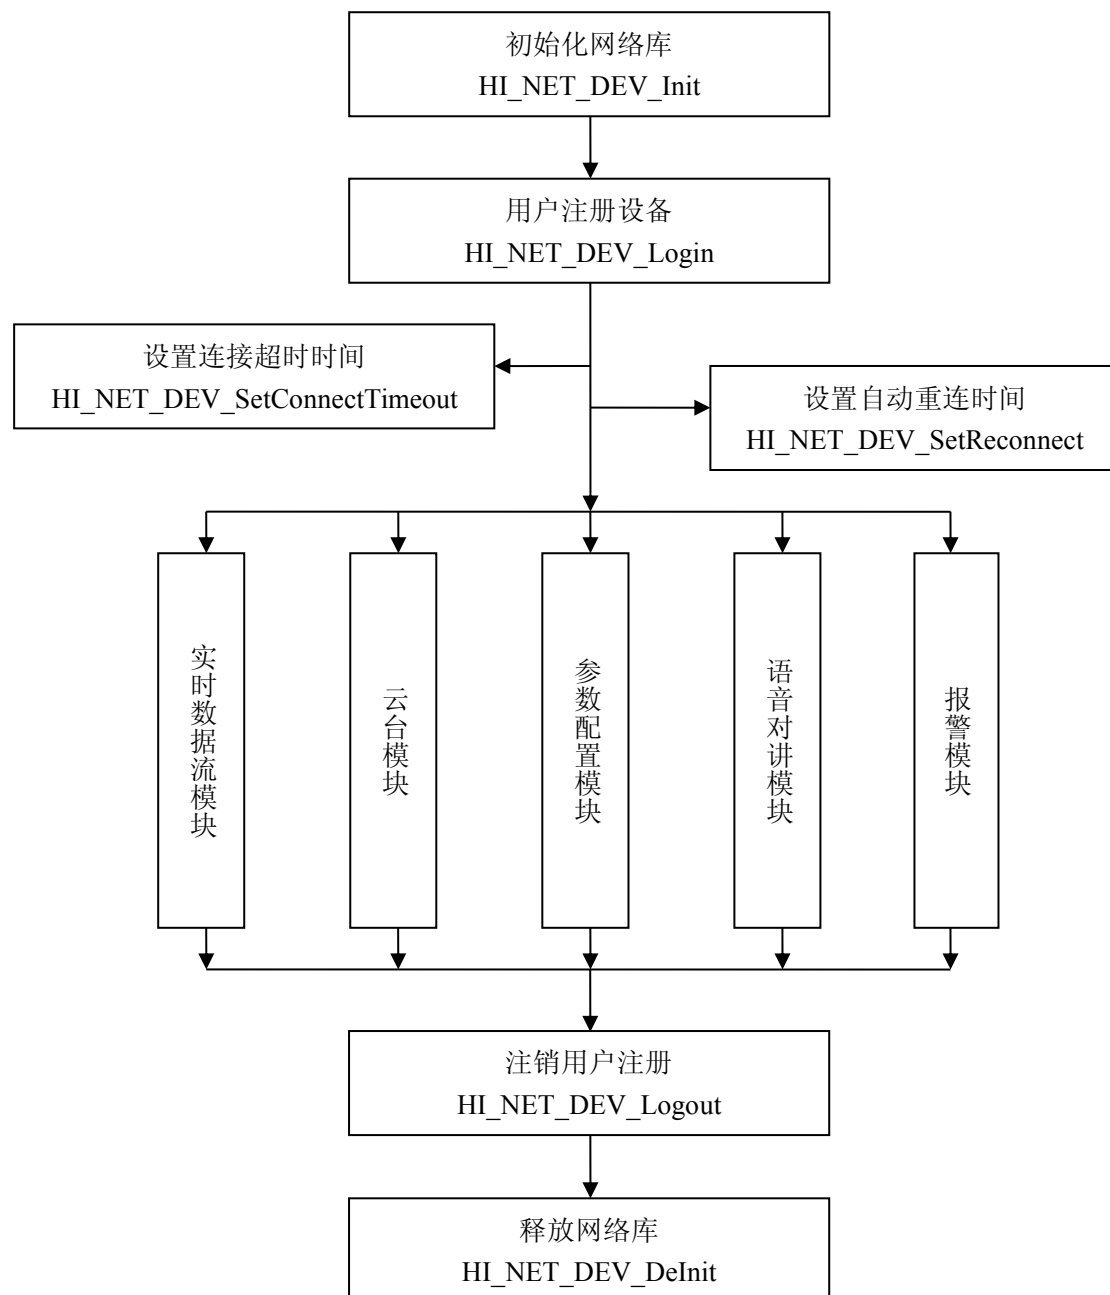 初始化网络库
HI_NET_DEV_Init
用户注册设备
HI_NET_DEV_Login
设置连接超时时间
HI_NET_DEV_SetConnectTimeout
设置自动重连时间
HI_NET_DEV_SetReconnect
实时数据流模块
云台模块
参数配置模块
语音对讲模块
报警模块
注销用户注册
HI_NET_DEV_Logout
释放网络库
HI_NET_DEV_DeInit